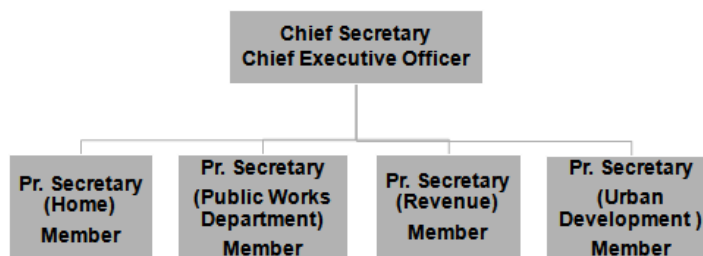 Chief Secretary
Chief Executive Officer
Pr. Secretary
(Home)
Member
Pr. Secretary
(Public Works
Department)
Member
Pr. Secretary
(Revenue)
Member
Pr. Secretary
(Urban
Development )
Member